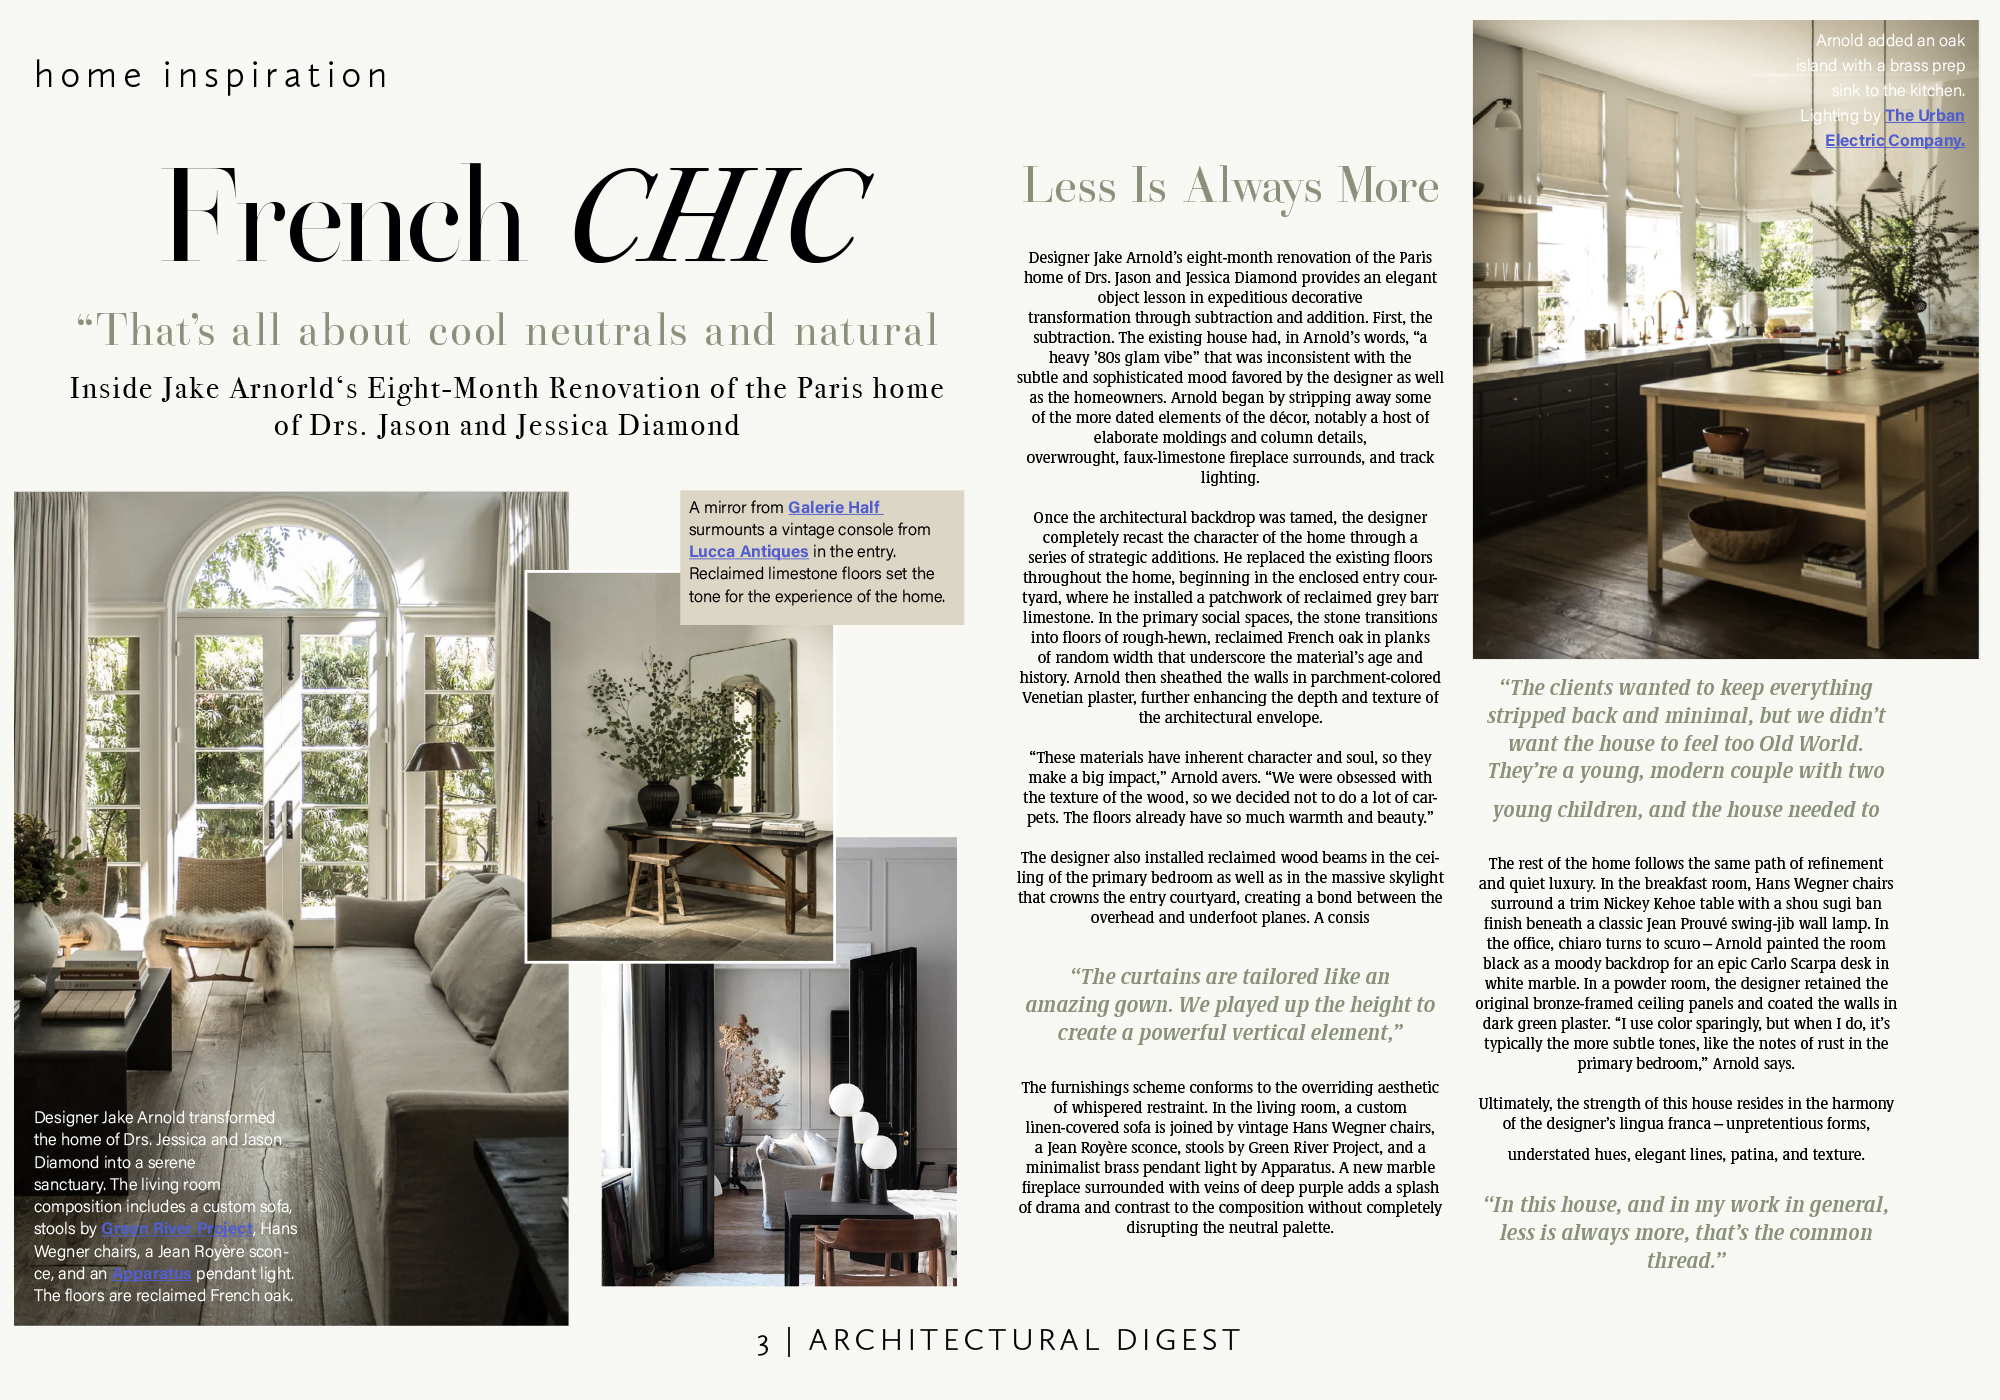 home inspiration
French CHIC
“That’s all about cool neutrals and natural
Inside Jake Arnorld‘s Eight-Month Renovation of the Paris home
of Drs. Jason and Jessica Diamond
A mirror from Galerie Half
surmounts a vintage console from
Lucca Antiques in the entry.
Reclaimed limestone floors set the
tone for the experience of the home.
Designer Jake Arnold transformed
the home of Drs. Jessica and Jason
Diamond into a serene
sanctuary. The living room
composition includes a custom sofa,
stools by Green River Project, Hans
Wegner chairs, a Jean Royère scon-
ce, and an Apparatus pendant light.
The floors are reclaimed French oak.
Less Is Always More
Designer Jake Arnold’s eight-month renovation of the Paris
home of Drs. Jason and Jessica Diamond provides an elegant
object lesson in expeditious decorative
transformation through subtraction and addition. First, the
subtraction. The existing house had, in Arnold’s words, “a
heavy ’80s glam vibe” that was inconsistent with the
subtle and sophisticated mood favored by the designer as well
as the homeowners. Arnold began by stripping away some
of the more dated elements of the décor, notably a host of
elaborate moldings and column details,
overwrought, faux-limestone fireplace surrounds, and track
lighting.
Once the architectural backdrop was tamed, the designer
completely recast the character of the home through a
series of strategic additions. He replaced the existing floors
throughout the home, beginning in the enclosed entry cour-
tyard, where he installed a patchwork of reclaimed grey barr
limestone. In the primary social spaces, the stone transitions
into floors of rough-hewn, reclaimed French oak in planks
of random width that underscore the material’s age and
history. Arnold then sheathed the walls in parchment-colored
Venetian plaster, further enhancing the depth and texture of
the architectural envelope.
“These materials have inherent character and soul, so they
make a big impact,” Arnold avers. “We were obsessed with
the texture of the wood, so we decided not to do a lot of car-
pets. The floors already have so much warmth and beauty.”
The designer also installed reclaimed wood beams in the cei-
ling of the primary bedroom as well as in the massive skylight
that crowns the entry courtyard, creating a bond between the
overhead and underfoot planes. A consis
“The curtains are tailored like an
amazing gown. We played up the height to
create a powerful vertical element,”
The furnishings scheme conforms to the overriding aesthetic
of whispered restraint. In the living room, a custom
linen-covered sofa is joined by vintage Hans Wegner chairs,
a Jean Royère sconce, stools by Green River Project, and a
minimalist brass pendant light by Apparatus. A new marble
fireplace surrounded with veins of deep purple adds a splash
of drama and contrast to the composition without completely
disrupting the neutral palette.
Arnold added an oak
island with a brass prep
sink to the kitchen.
Lighting by The Urban
Electric Company.
“The clients wanted to keep everything
stripped back and minimal, but we didn’t
want the house to feel too Old World.
They’re a young, modern couple with two
young children, and the house needed to
The rest of the home follows the same path of refinement
and quiet luxury. In the breakfast room, Hans Wegner chairs
surround a trim Nickey Kehoe table with a shou sugi ban
finish beneath a classic Jean Prouvé swing-jib wall lamp. In
the office, chiaro turns to scuro – Arnold painted the room
black as a moody backdrop for an epic Carlo Scarpa desk in
white marble. In a powder room, the designer retained the
original bronze-framed ceiling panels and coated the walls in
dark green plaster. “I use color sparingly, but when I do, it’s
typically the more subtle tones, like the notes of rust in the
primary bedroom,” Arnold says.
Ultimately, the strength of this house resides in the harmony
of the designer’s lingua franca – unpretentious forms,
understated hues, elegant lines, patina, and texture.
“In this house, and in my work in general,
less is always more, that’s the common
thread.”
3 | ARCHITECTURAL DIGEST